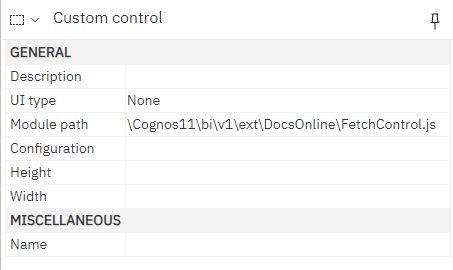 Custom control
GENERAL
Description
UI type None
Module path \Cognos11\bi\v1\ext\DocsOnline\FetchControl.js
Configuration
Height
Width
MISCELLANEOUS
Name